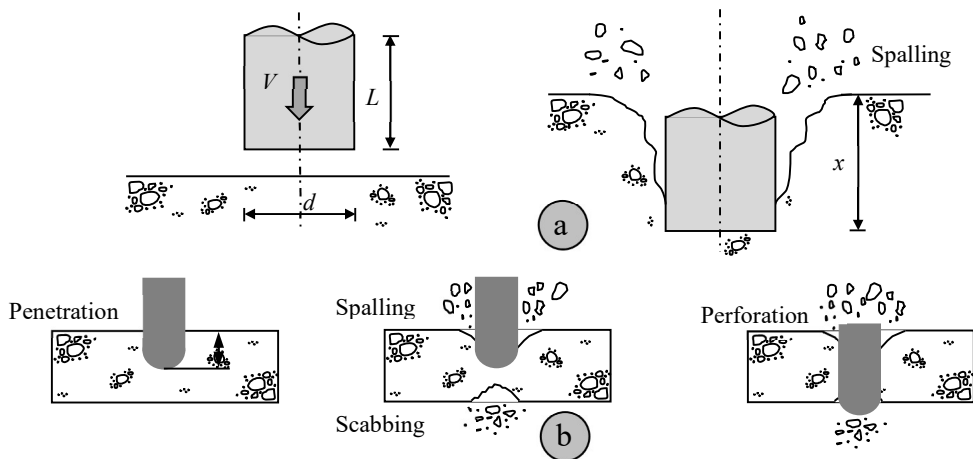 Spalling
V
L
x
d
a
Penetration
Spalling
Perforation
Scabbing
b